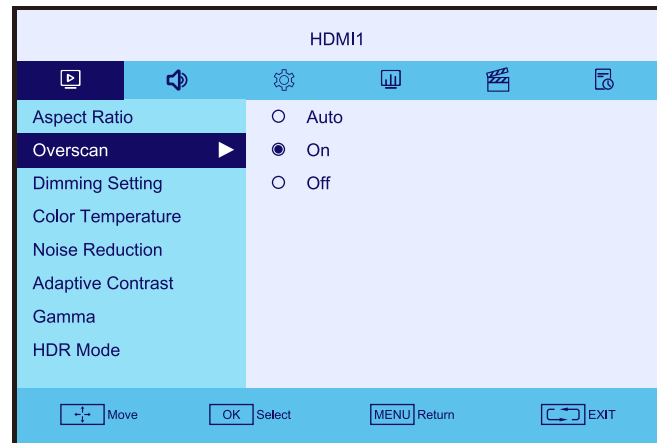 HDMI1
Aspect Ratio
Auto
Overscan
On
Dimming Setting
Off
Color Temperature
Noise Reduction
Adaptive Contrast
Gamma
HDR Mode
Move OK Select MENU Return EXIT